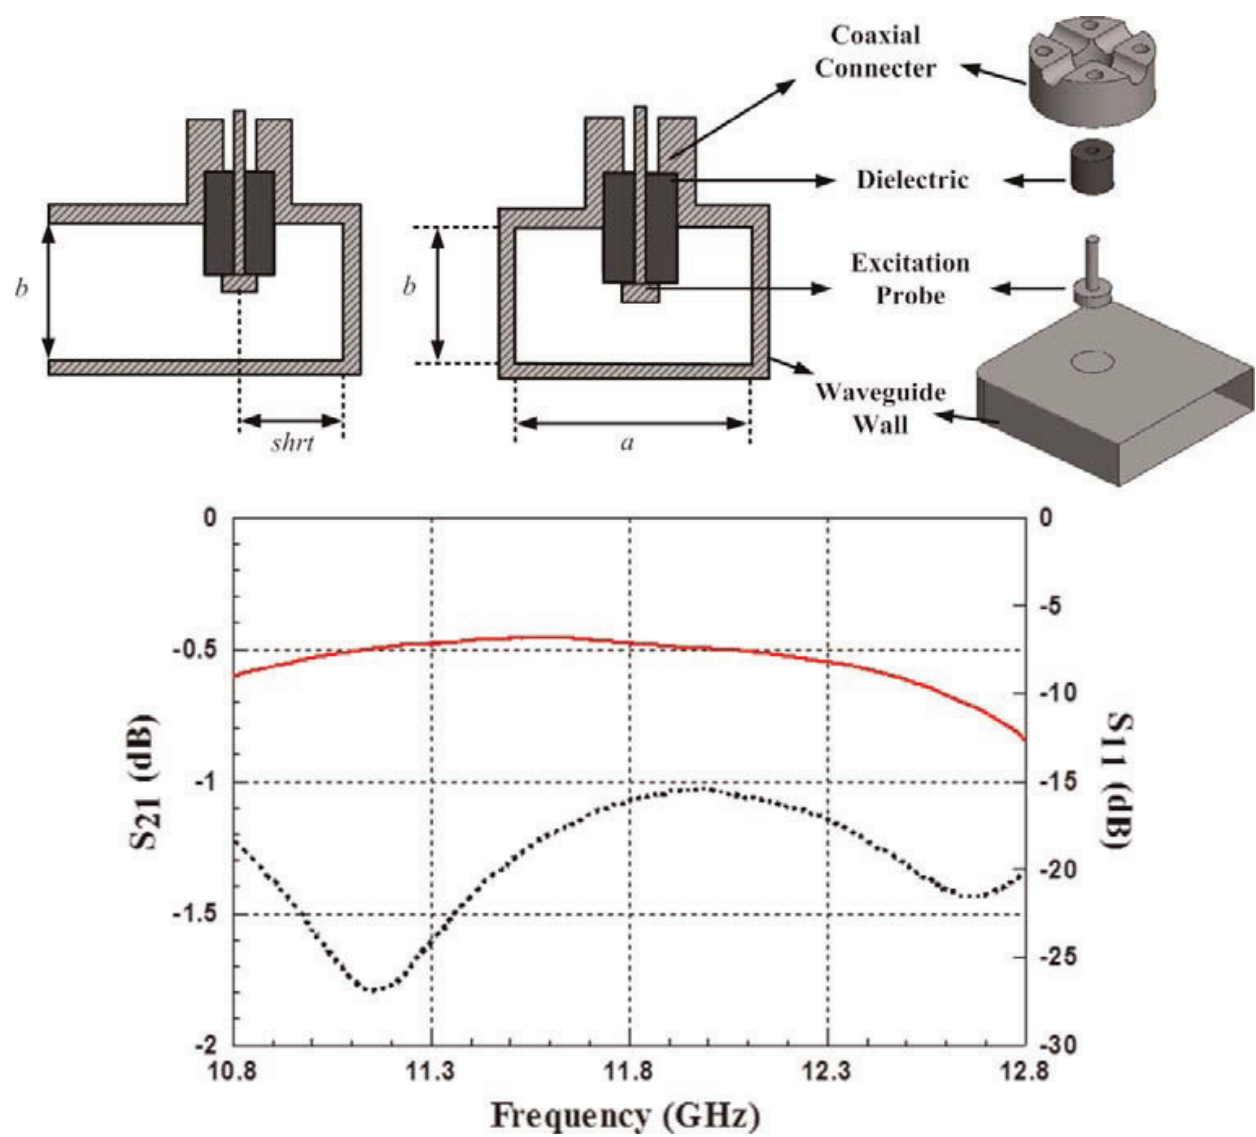 Coaxial
Connecter
Dielectric
Excitation
Probe
Waveguide
Wall
b
shrt
b
a
0
-0.5
-1
-1.5
-2
S21 (dB)
0
-5
-10
-15
-20
-25
-30
S11 (dB)
10.8
11.3
11.8
12.3
12.8
Frequency (GHz)